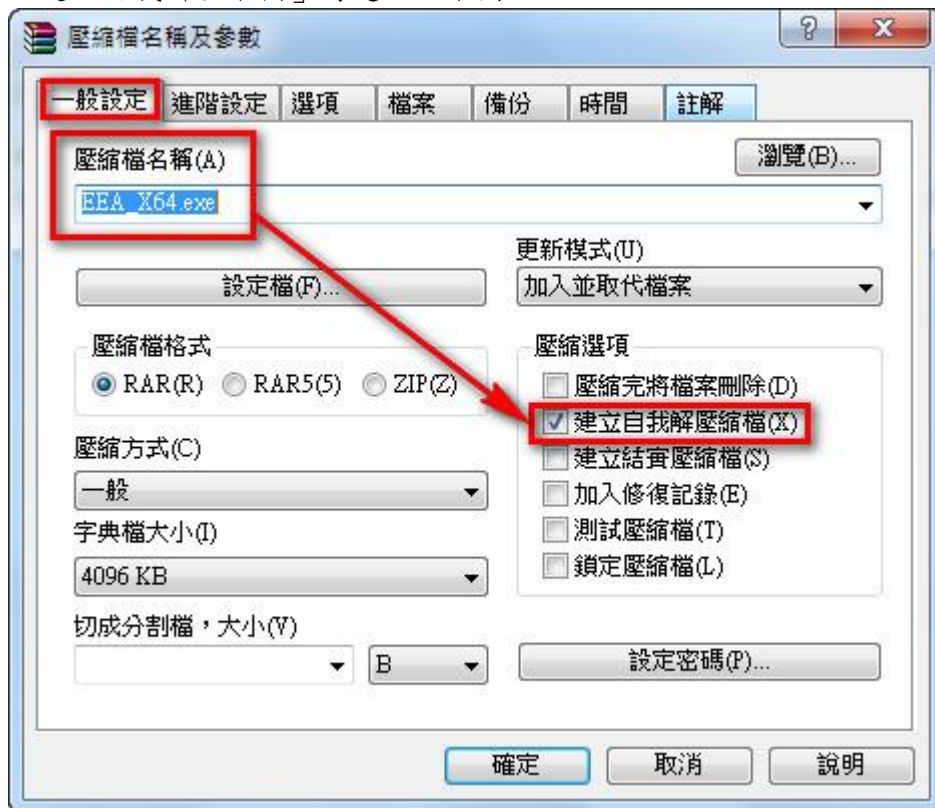 壓縮檔名稱及參數
一般設定 進階設定 選項 檔案 備份 時間 註解
壓縮檔名稱(A)
瀏覽(B)...
EEA_X64.exe
更新模式(U)
設定檔(F)...
加入並取代檔案
壓縮檔格式
壓縮選項
RAR(R) RAR5(5) ZIP(Z)
壓縮完將檔案刪除(D)
建立自我解壓縮檔(X)
壓縮方式(C)
建立結實壓縮檔(S)
一般
加入修復記錄(E)
字典檔大小(I)
測試壓縮檔(T)
4096 KB
鎖定壓縮檔(L)
切成分割檔，大小(V)
B
設定密碼(P)...
確定 取消 說明